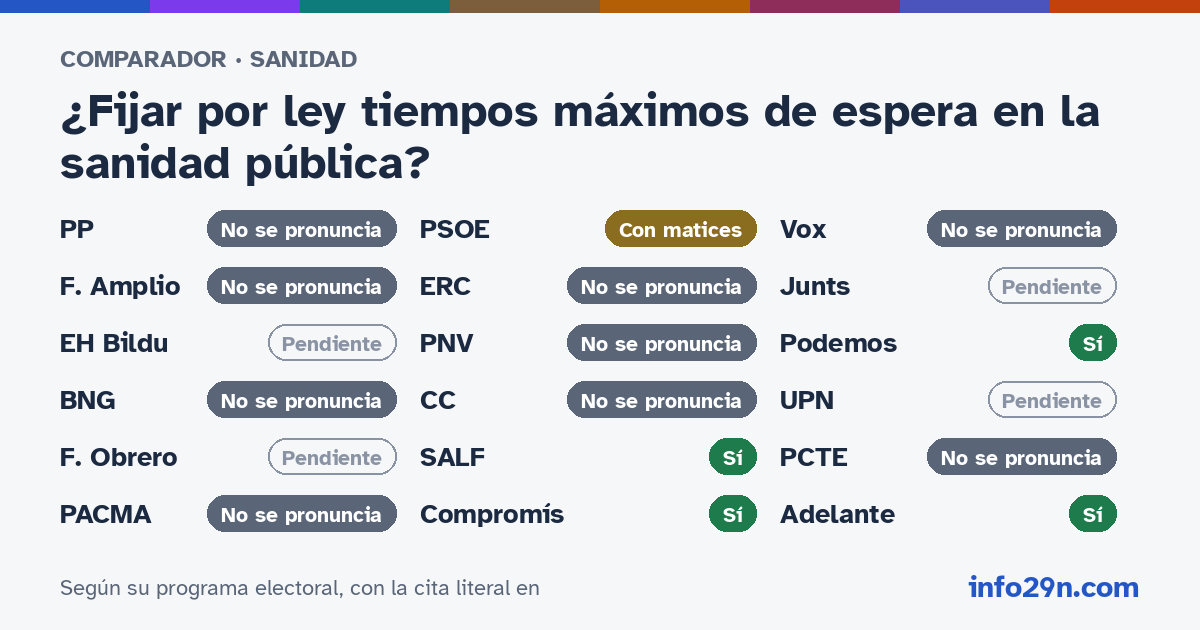 COMPARADOR · SANIDAD
¿Fijar por ley tiempos máximos de espera en la
sanidad pública?
PP No se pronuncia PSOE Con matices Vox No se pronuncia
F. Amplio No se pronuncia ERC No se pronuncia Junts Pendiente
EH Bildu Pendiente PNV No se pronuncia Podemos Sí
BNG No se pronuncia CC No se pronuncia UPN Pendiente
F. Obrero Pendiente SALF Sí PCTE No se pronuncia
PACMA No se pronuncia Compromís Sí Adelante Sí
Según su programa electoral, con la cita literal en info29n.com